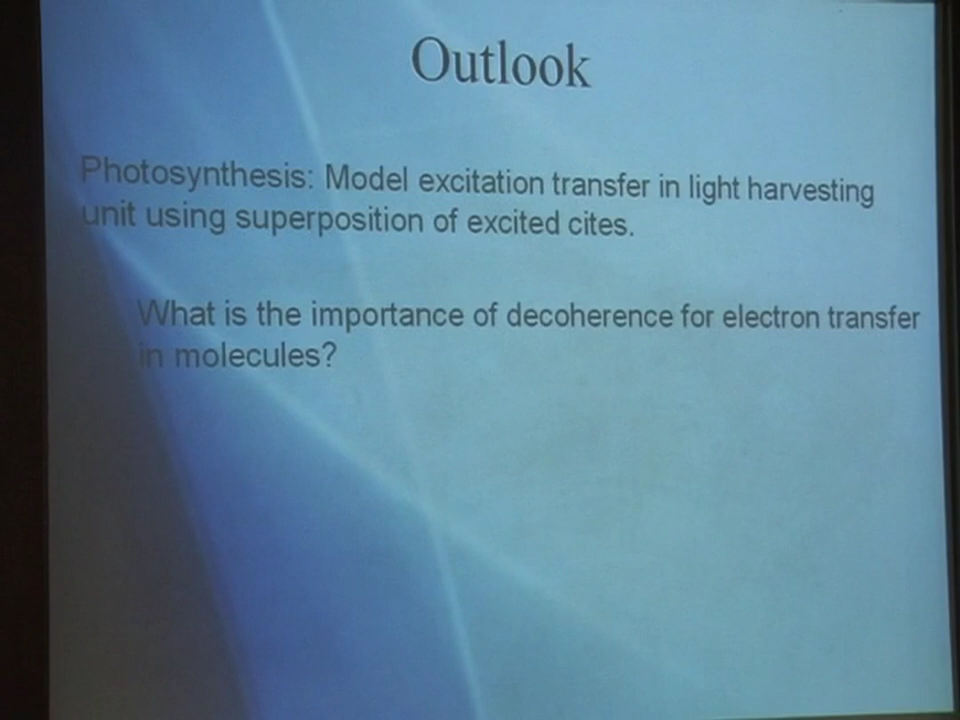 Outlook
Photosynthesis: Model excitation transfer in light harvesting
unit using superposition of excited cites.
What is the importance of decoherence for electron transfer
in molecules?